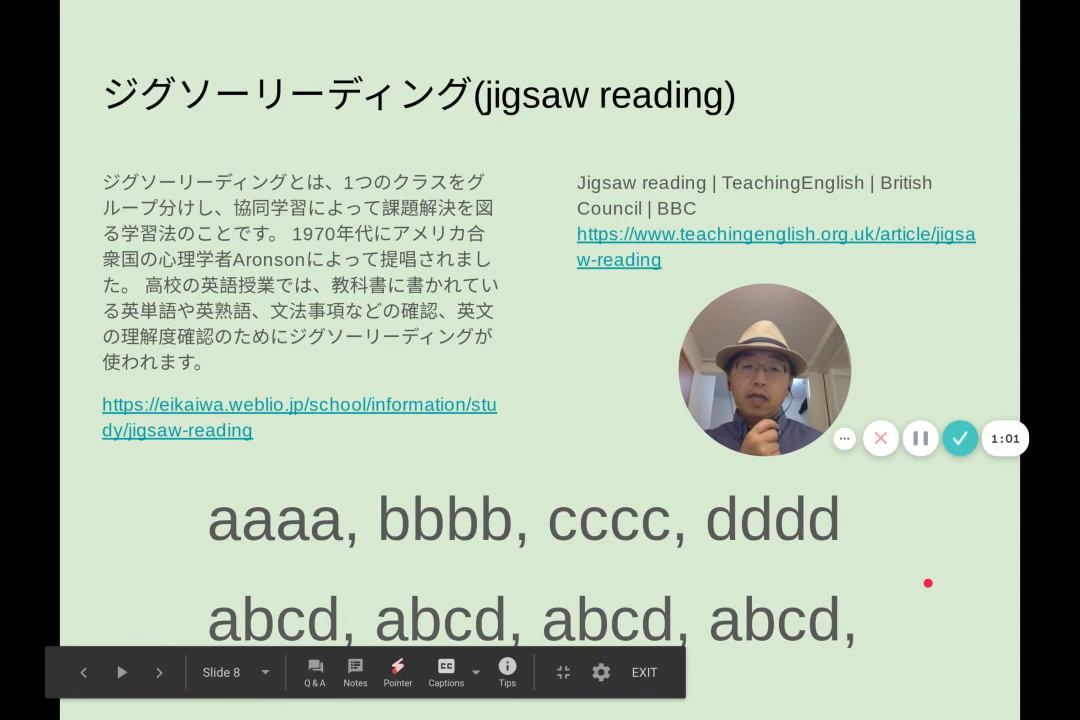 ジグソーリーディング(jigsaw reading)
ジグソーリーディングとは、1つのクラスをグ
ループ分けし、協同学習によって課題解決を図
る学習法のことです。 1970年代にアメリカ合
衆国の心理学者Aronsonによって提唱されまし
た。 高校の英語授業では、教科書に書かれてい
る英単語や英熟語、文法事項などの確認、英文
の理解度確認のためにジグソーリーディングが
使われます。
https://eikaiwa.weblio.jp/school/information/stu
dy/jigsaw-reading
Jigsaw reading | TeachingEnglish | British
Council | BBC
https://www.teachingenglish.org.uk/article/jigsa
w-reading
1:01
aaaa, bbbb, cccc, dddd
abcd, abcd, abcd, abcd,
Slide 8
Q & A
Notes
Pointer
CC
Captions
Tips
EXIT